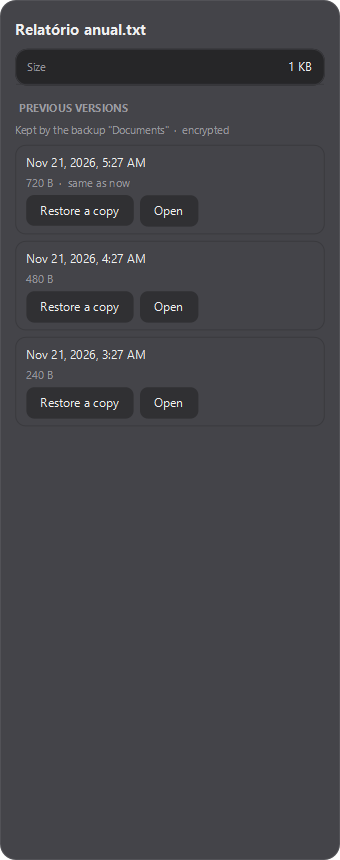 Relatório anual.txt
Size 1 KB
PREVIOUS VERSIONS
Kept by the backup "Documents" · encrypted
Nov 21, 2026, 5:27 AM
720 B · same as now
Restore a copy Open
Nov 21, 2026, 4:27 AM
480 B
Restore a copy Open
Nov 21, 2026, 3:27 AM
240 B
Restore a copy Open